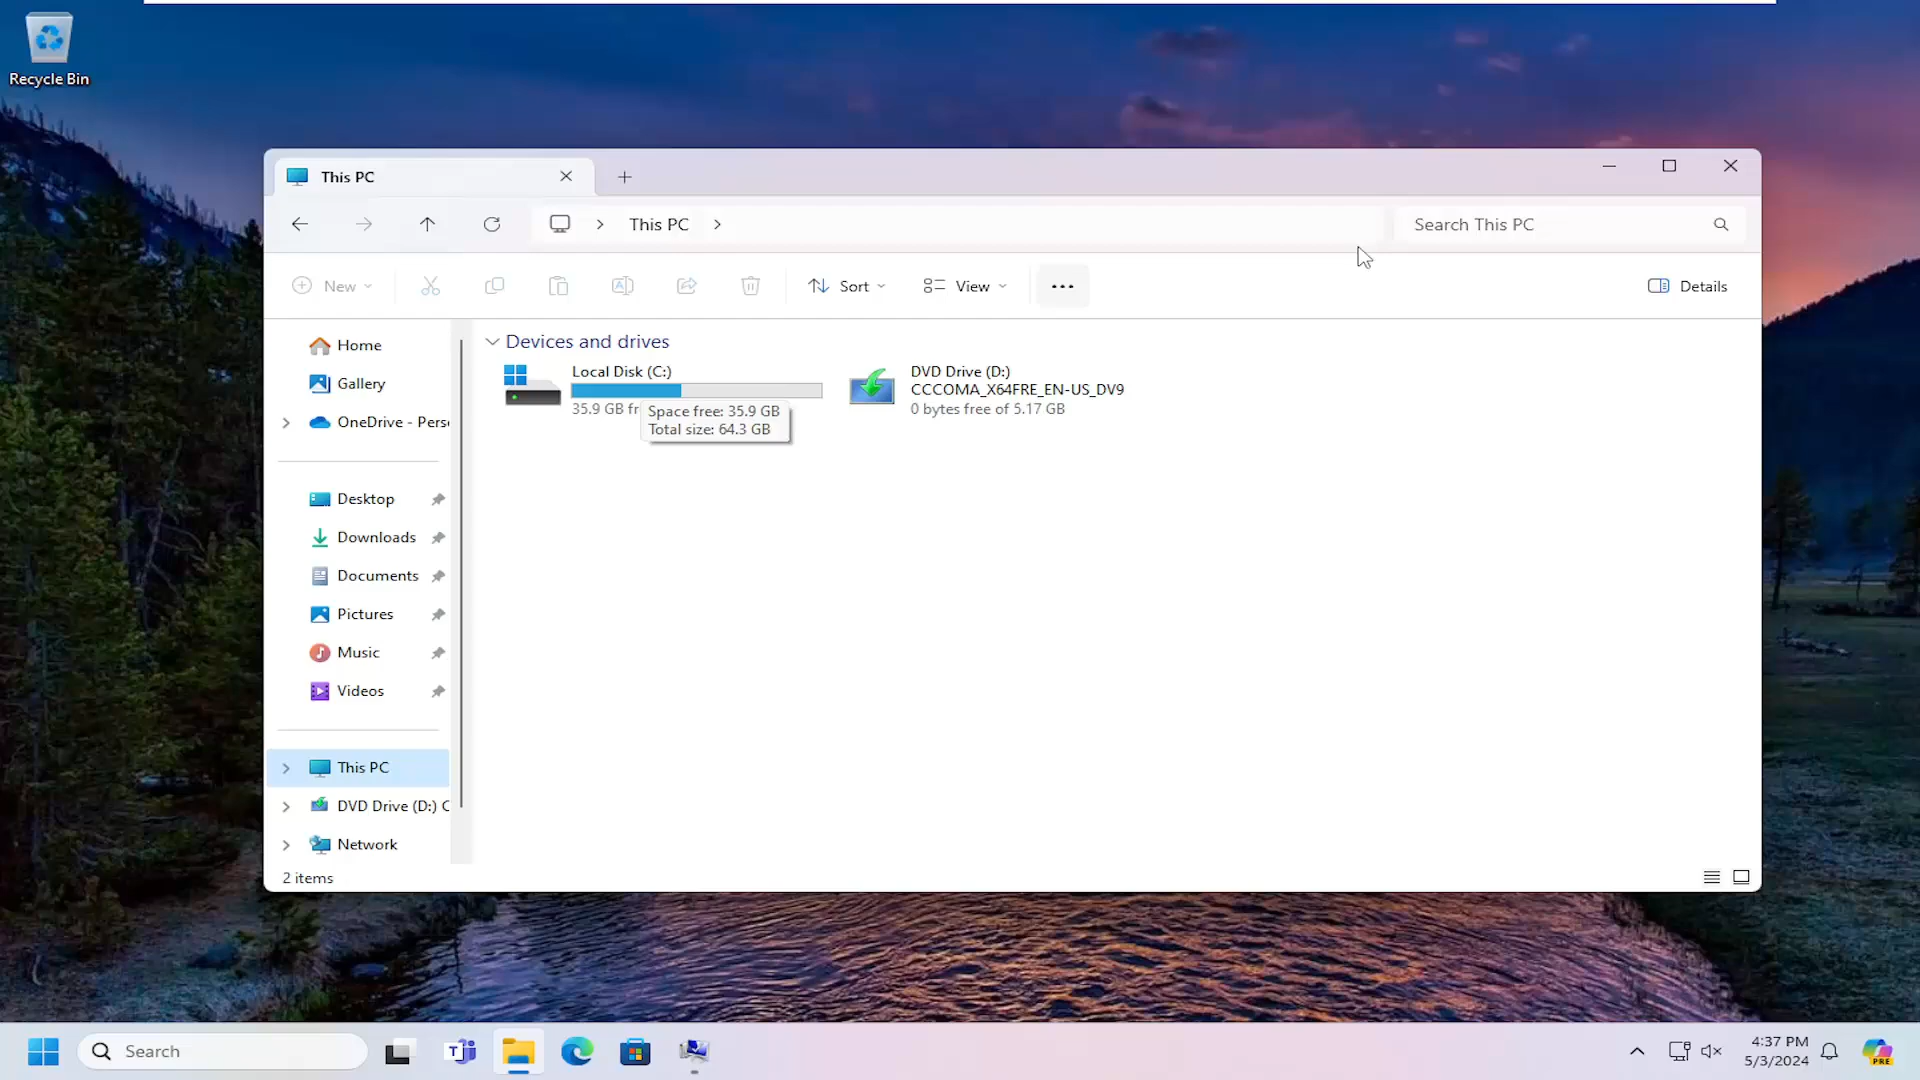 Recycle Bin
This PC
This PC
Search This PC
New
Sort
View
Details
Home
Gallery
OneDrive - Pers
Desktop
Downloads
Documents
Pictures
Music
Videos
This PC
DVD Drive (D:) C
Network
Devices and drives
Local Disk (C:)
35.9 GB fr
Space free: 35.9 GB
Total size: 64.3 GB
DVD Drive (D:)
CCCOMA_X64FRE_EN-US_DV9
0 bytes free of 5.17 GB
2 items
Search
4:37 PM
5/3/2024
PRE